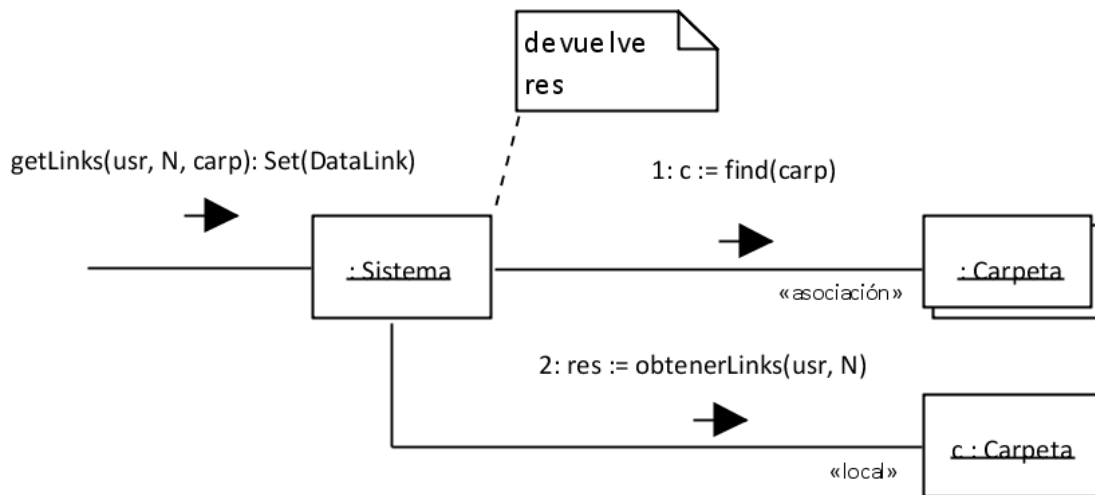 devuelve
res
getLinks(usr, N, carp): Set(DataLink)
1: c := find(carp)
: Sistema
: Carpeta
«asociación»
2: res := obtenerLinks(usr, N)
c : Carpeta
«local»